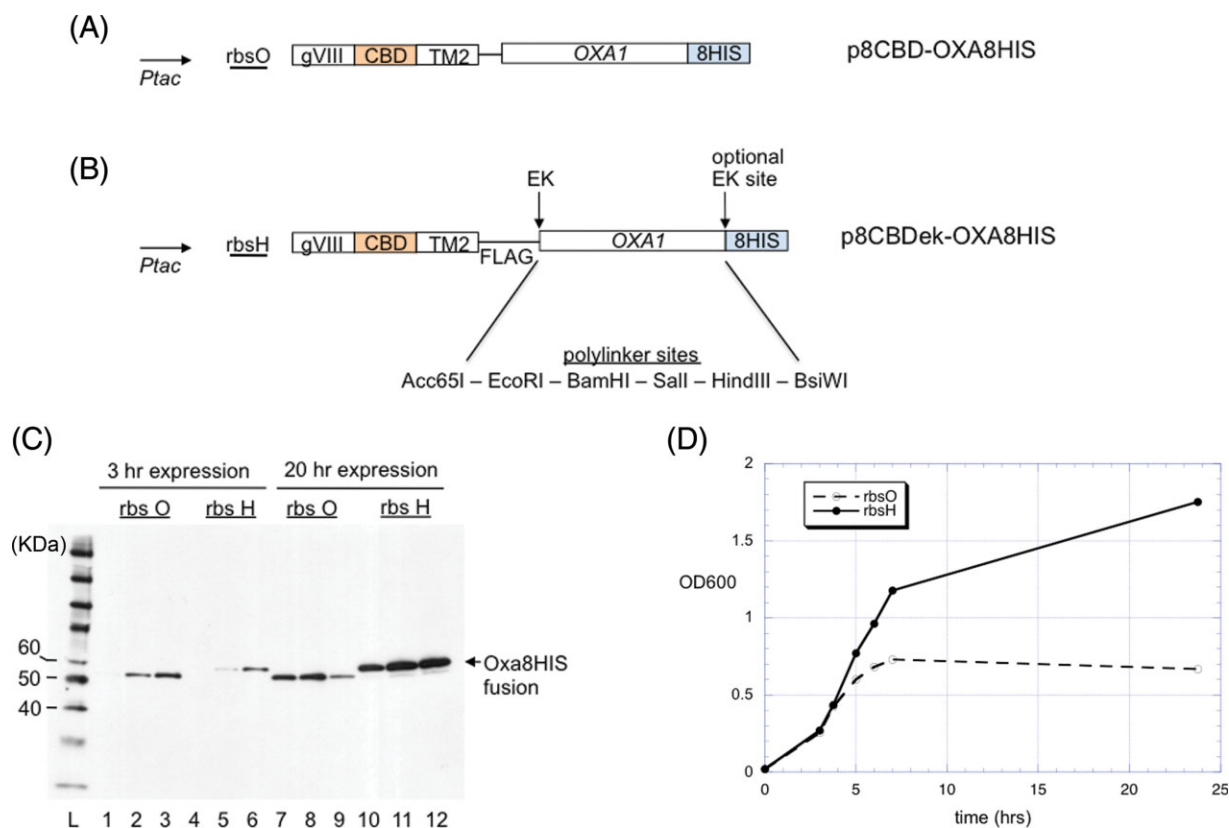 (A)
Ptac
rbsO
gVIII CBD TM2 OXA1 8HIS
p8CBD-OXA8HIS
(B)
EK
optional
EK site
Ptac
rbsH
gVIII CBD TM2 OXA1 8HIS
FLAG
p8CBDek-OXA8HIS
polylinker sites
Acc65I – EcoRI – BamHI – SalI – HindIII – BsiWI
(C)
3 hr expression 20 hr expression
rbs O rbs H rbs O rbs H
(KDa)
60
50
40
Oxa8HIS
fusion
L 1 2 3 4 5 6 7 8 9 10 11 12
(D)
2
1.5
1
0.5
0
OD600
rbsO
rbsH
0 5 10 15 20 25
time (hrs)